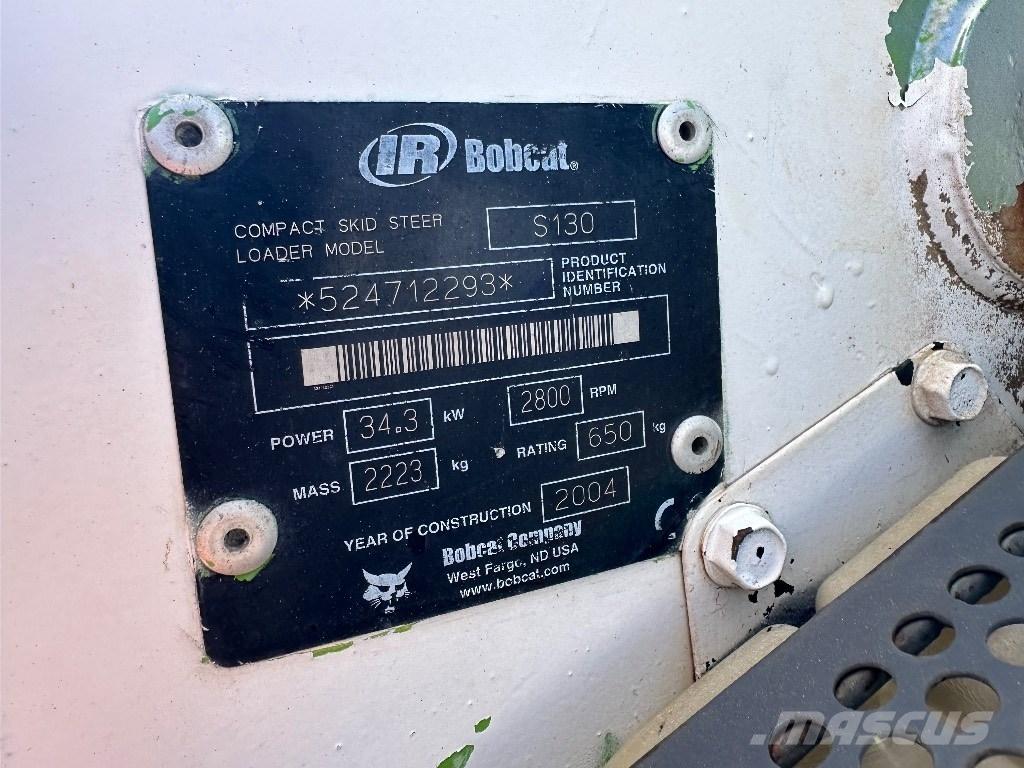 IR Bobcat®
COMPACT SKID STEER
LOADER MODEL
S130
*524712293*
PRODUCT
IDENTIFICATION
NUMBER
POWER 34.3 kW 2800 RPM
MASS 2223 kg RATING 650 kg
YEAR OF CONSTRUCTION 2004
Bobcat Company
West Fargo, ND USA
www.bobcat.com
MASCUS